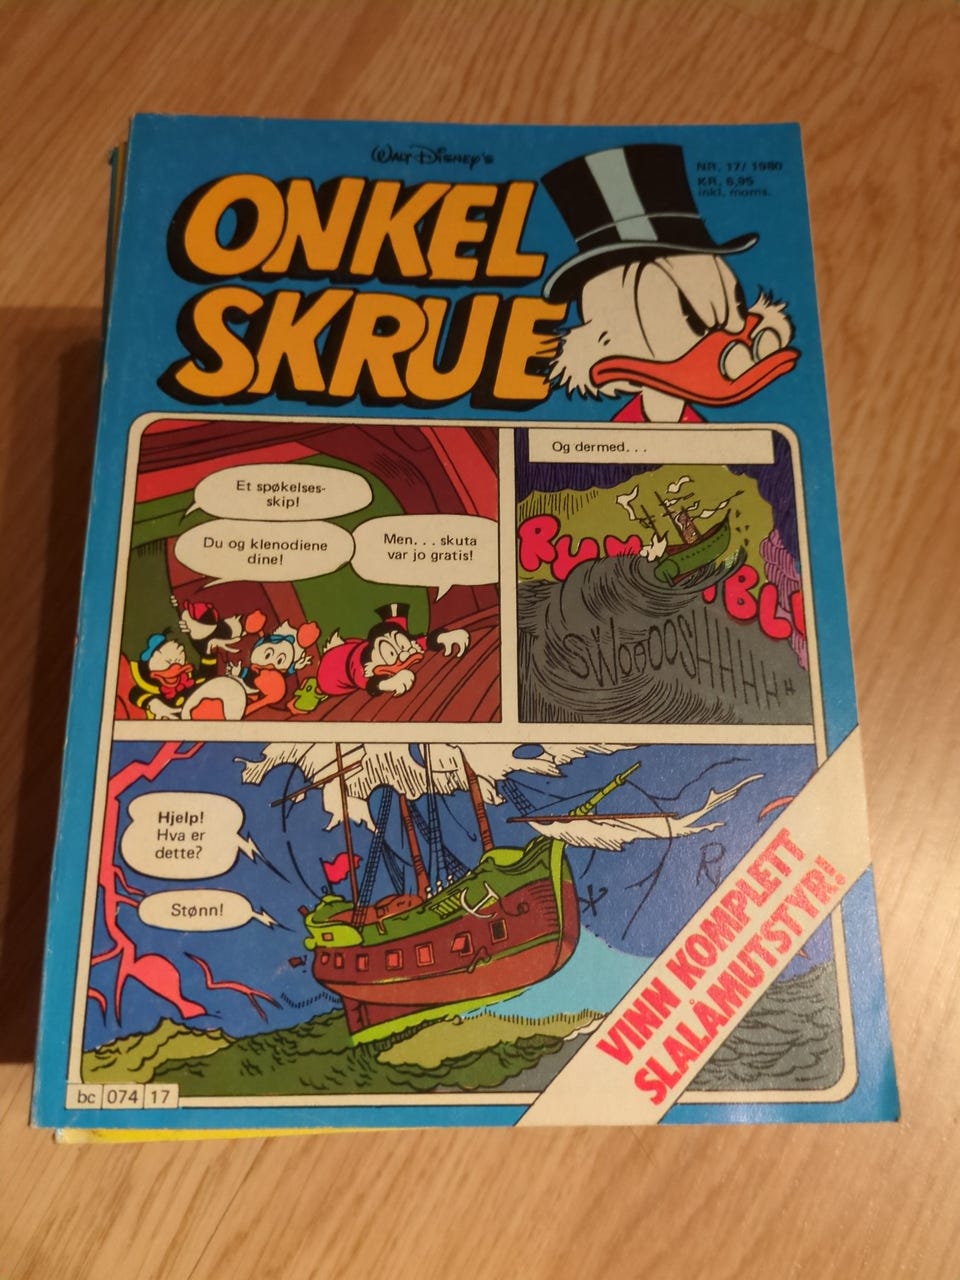 WALT DISNEY'S
ONKEL
SKRUE
NR. 17/ 1980
KR. 6,95
inkl. moms.
Et spøkelses-
skip!
Du og klenodiene
dine!
Men. . . skuta
var jo gratis!
Og dermed. . .
RUM
BL
SWOOOOSHHHHH
Hjelp!
Hva er
dette?
Stønn!
VINN KOMPLETT
SLALÅMUTSTYR!
bc 074 17